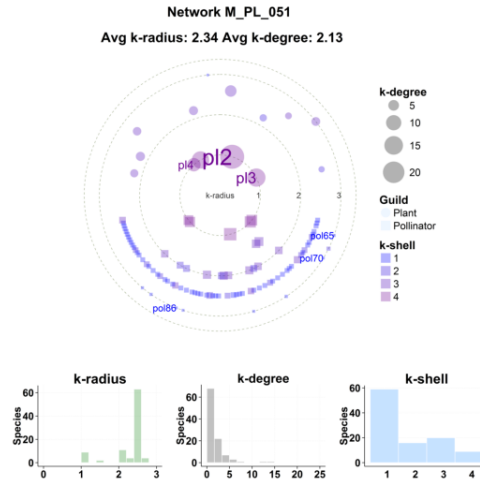 Network M_PL_051
Avg k-radius: 2.34 Avg k-degree: 2.13
k-degree
5
10
15
20
Guild
Plant
Pollinator
k-shell
1
2
3
4
pl2
pl4
pl3
k-radius 1 2 3
pol65
pol70
pol86
k-radius
Species
60
40
20
0
0 1 2 3
k-degree
Species
60
40
20
0
0 5 10 15 20 25
k-shell
Species
60
40
20
0
1 2 3 4